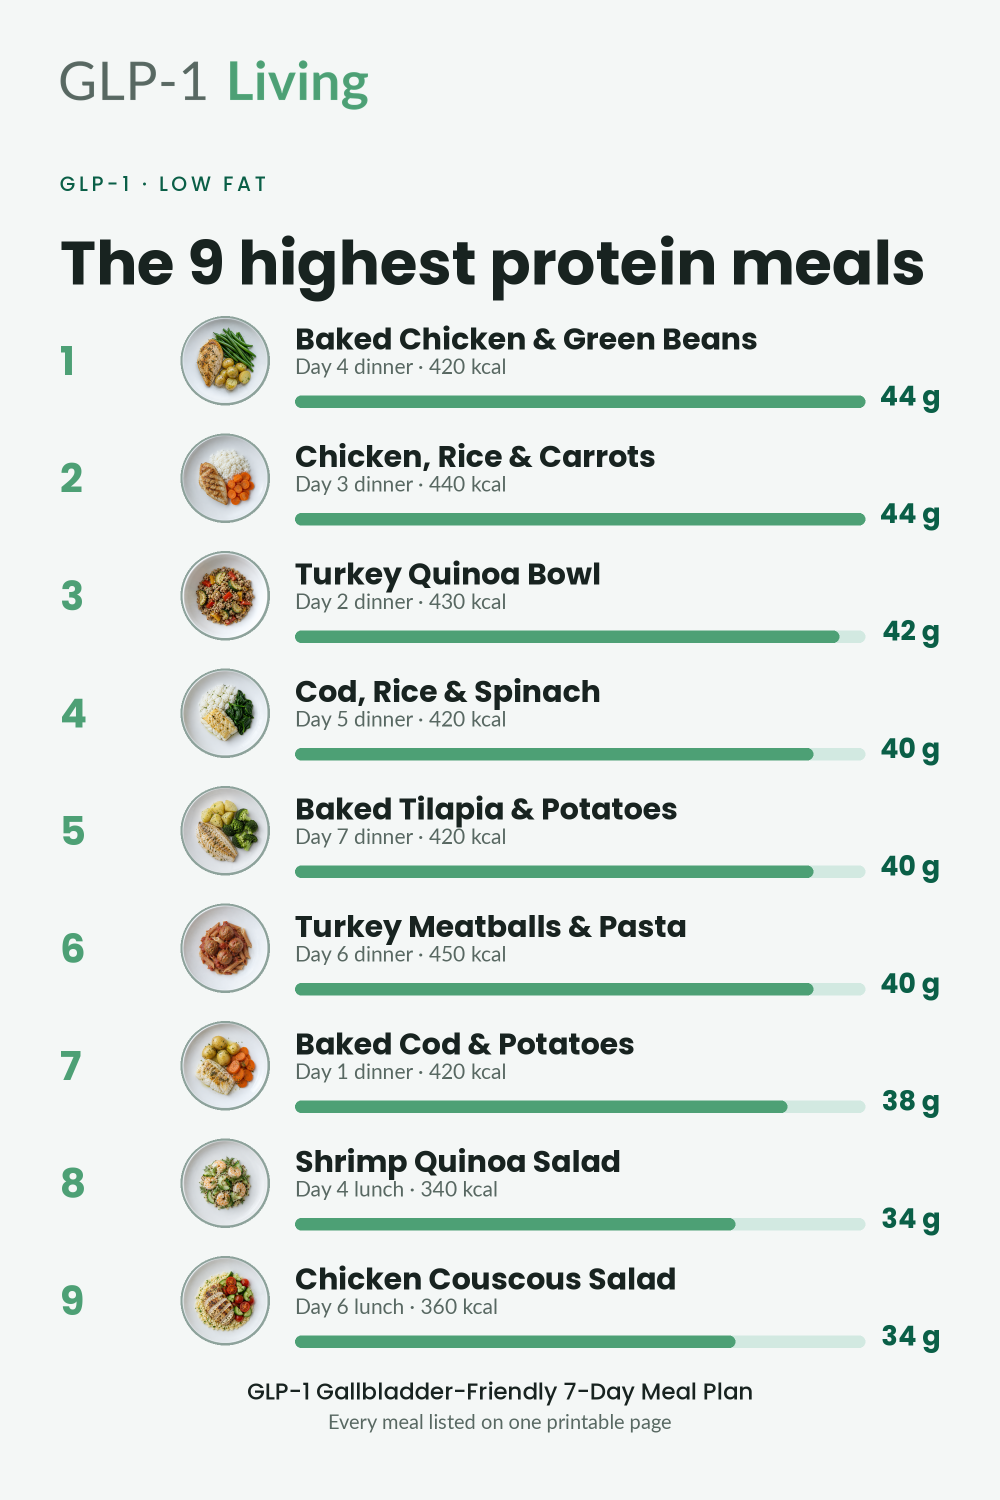 GLP-1 Living
GLP-1 · LOW FAT
The 9 highest protein meals
1
Baked Chicken & Green Beans
Day 4 dinner · 420 kcal
44 g
2
Chicken, Rice & Carrots
Day 3 dinner · 440 kcal
44 g
3
Turkey Quinoa Bowl
Day 2 dinner · 430 kcal
42 g
4
Cod, Rice & Spinach
Day 5 dinner · 420 kcal
40 g
5
Baked Tilapia & Potatoes
Day 7 dinner · 420 kcal
40 g
6
Turkey Meatballs & Pasta
Day 6 dinner · 450 kcal
40 g
7
Baked Cod & Potatoes
Day 1 dinner · 420 kcal
38 g
8
Shrimp Quinoa Salad
Day 4 lunch · 340 kcal
34 g
9
Chicken Couscous Salad
Day 6 lunch · 360 kcal
34 g
GLP-1 Gallbladder-Friendly 7-Day Meal Plan
Every meal listed on one printable page